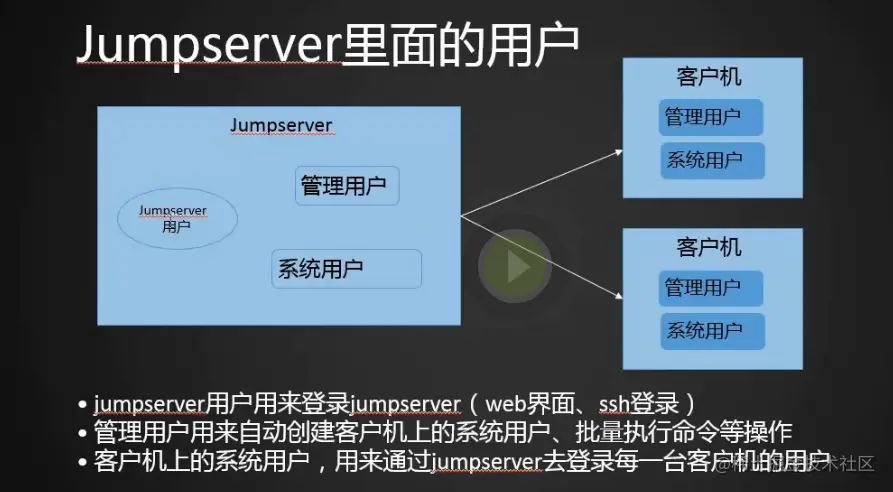 Jumpserver里面的用户
客户机
管理用户
系统用户
Jumpserver
管理用户
Jumpserver
用户
系统用户
客户机
管理用户
系统用户
• jumpserver用户用来登录jumpserver（web界面、ssh登录）
• 管理用户用来自动创建客户机上的系统用户、批量执行命令等操作
• 客户机上的系统用户，用来通过jumpserver去登录每一台客户机的用户